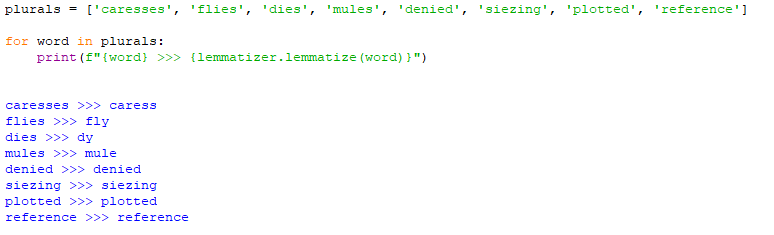 plurals = ['caresses', 'flies', 'dies', 'mules', 'denied', 'siezing', 'plotted', 'reference']
for word in plurals:
    print(f"{word} >>> {lemmatizer.lemmatize(word)}")
caresses >>> caress
flies >>> fly
dies >>> dy
mules >>> mule
denied >>> denied
siezing >>> siezing
plotted >>> plotted
reference >>> reference